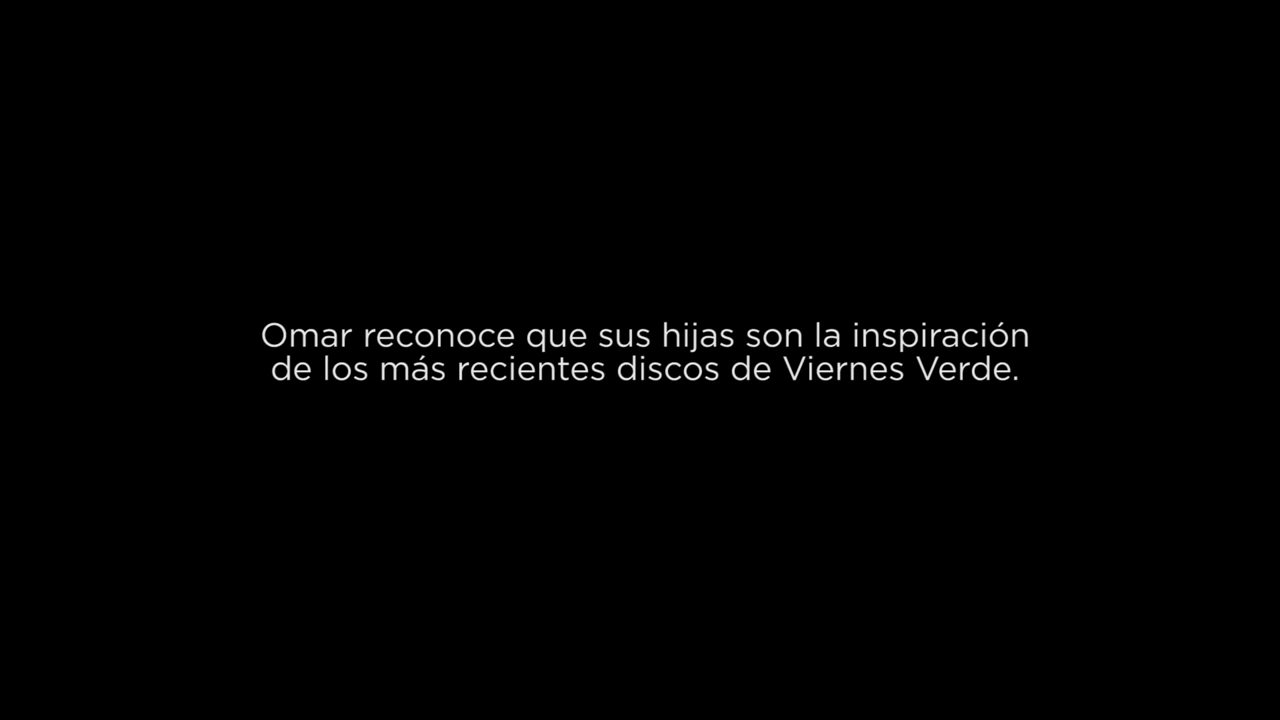 Omar reconoce que sus hijas son la inspiración
de los más recientes discos de Viernes Verde.